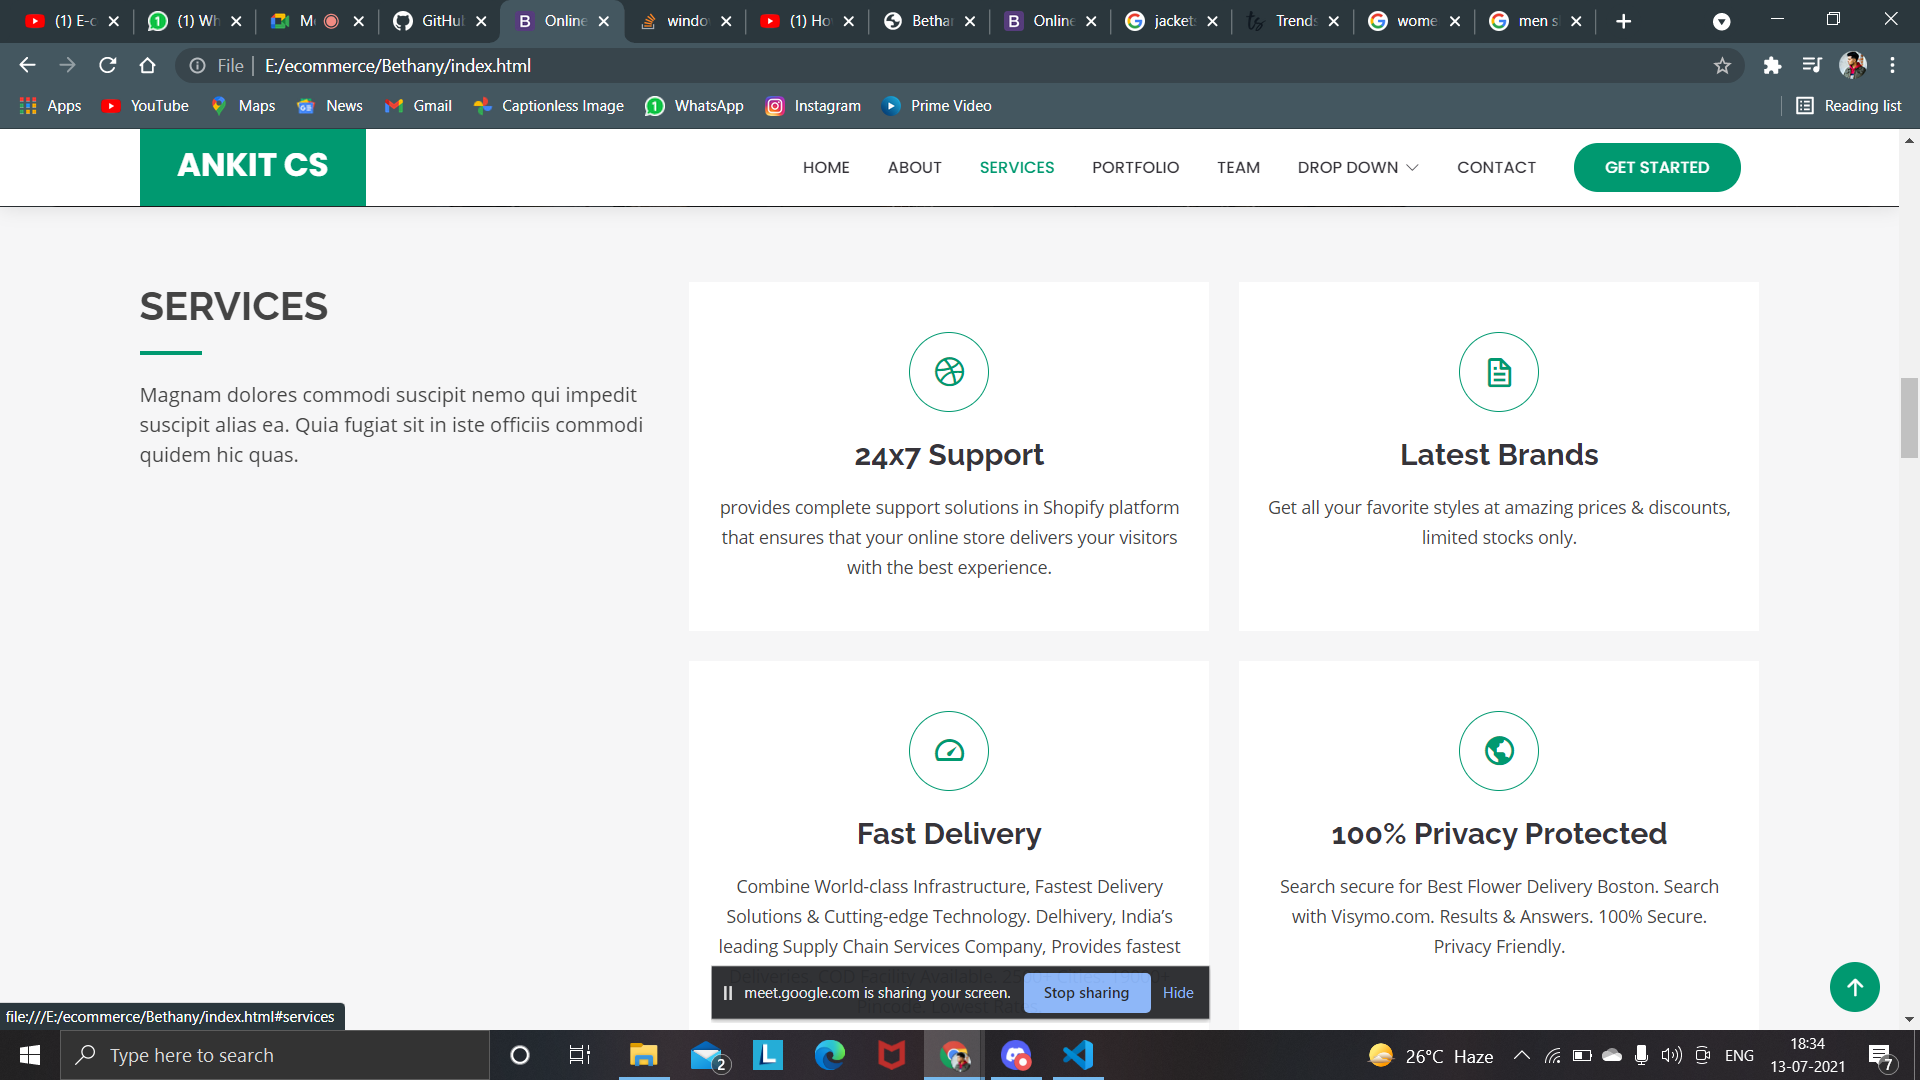 (1) E-c
(1) Wh
Me
GitHub
Online
windo
(1) Ho
Bethar
Online
jacket
Trends
wome
men s
File
E:/ecommerce/Bethany/index.html
Apps
YouTube
Maps
News
Gmail
Captionless Image
WhatsApp
Instagram
Prime Video
Reading list
ANKIT CS
HOME
ABOUT
SERVICES
PORTFOLIO
TEAM
DROP DOWN
CONTACT
GET STARTED
SERVICES
Magnam dolores commodi suscipit nemo qui impedit
suscipit alias ea. Quia fugiat sit in iste officiis commodi
quidem hic quas.
24x7 Support
provides complete support solutions in Shopify platform
that ensures that your online store delivers your visitors
with the best experience.
Latest Brands
Get all your favorite styles at amazing prices & discounts,
limited stocks only.
Fast Delivery
Combine World-class Infrastructure, Fastest Delivery
Solutions & Cutting-edge Technology. Delhivery, India’s
leading Supply Chain Services Company, Provides fastest
100% Privacy Protected
Search secure for Best Flower Delivery Boston. Search
with Visymo.com. Results & Answers. 100% Secure.
Privacy Friendly.
meet.google.com is sharing your screen.
Stop sharing
Hide
file:///E:/ecommerce/Bethany/index.html#services
Type here to search
2
26°C Haze
ENG
18:34
13-07-2021
7